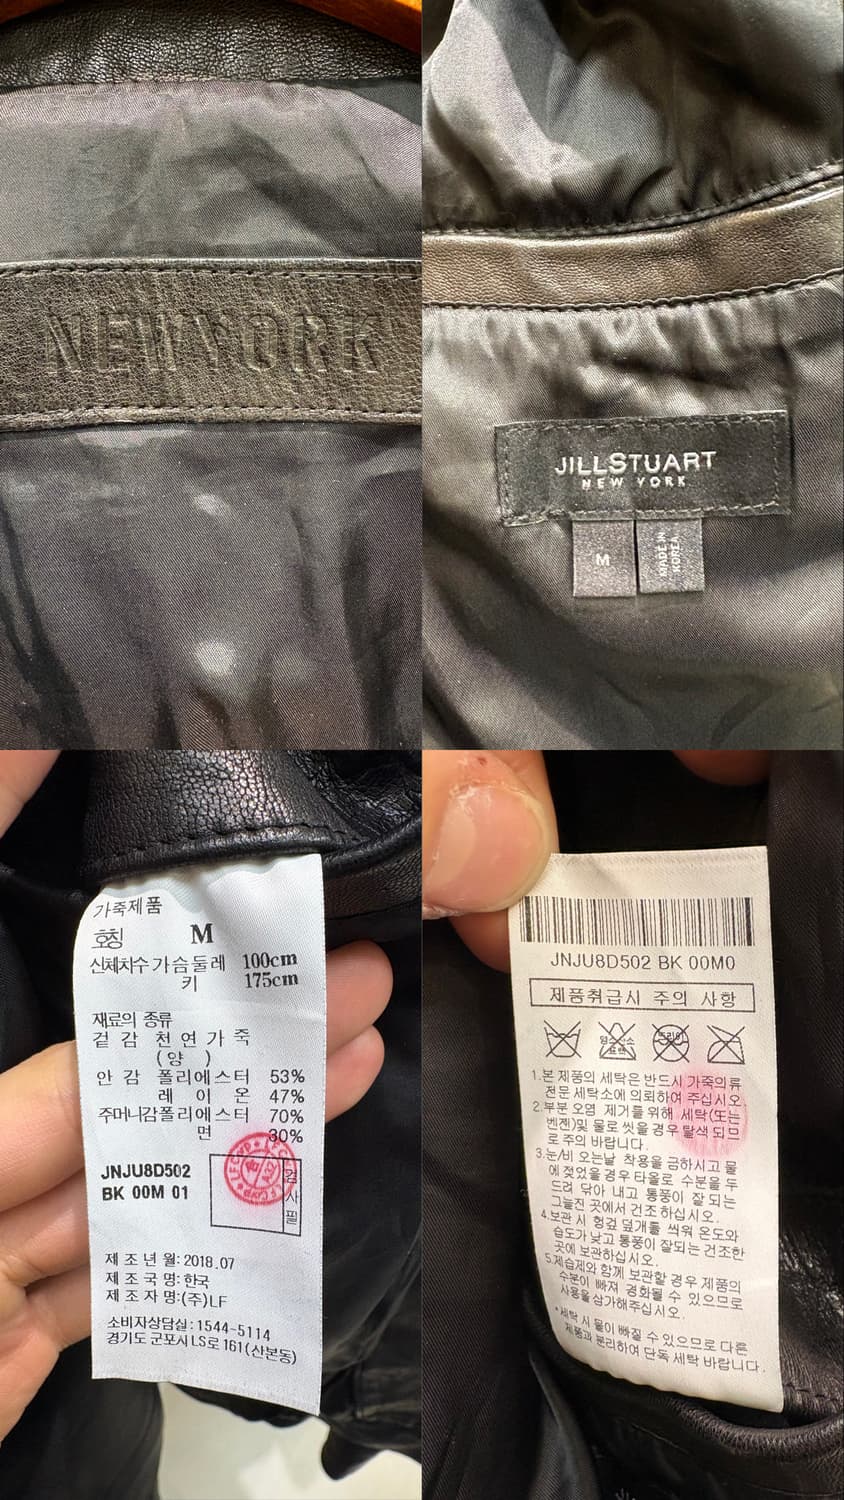 NEWYORK
JILLSTUART
NEW YORK
M
MADE IN
KOREA
가죽제품
호칭 M
신체치수 가슴둘레 100cm
키 175cm
재료의 종류
겉감 천연가죽
(양)
안감 폴리에스터 53%
레이온 47%
주머니감폴리에스터 70%
면 30%
JNJU8D502
BK 00M 01
검사필
제조년월: 2018.07
제조국명: 한국
제조자명: (주)LF
소비자상담실: 1544-5114
경기도 군포시 LS로 161(산본동)
JNJU8D502 BK 00M0
제품취급시 주의 사항
드라이
1.본 제품의 세탁은 반드시 가죽의류
전문 세탁소에 의뢰하여 주십시오.
2.부분 오염 제거를 위해 세탁(또는
벤젠)및 물로 씻을 경우 탈색 되므
로 주의 바랍니다.
3.눈/비 오는날 착용을 금하시고 물
에 젖었을 경우 타올로 수분을 두
드려 닦아 내고 통풍이 잘 되는
그늘진 곳에서 건조하십시오.
4.보관 시 헝겊 덮개를 씌워 온도와
습도가 낮고 통풍이 잘되는 건조한
곳에 보관하십시오.
5.제습제와 함께 보관할 경우 제품의
수분이 빠져 경화될 수 있으므로
사용을 삼가해주십시오.
*세탁 시 물이 빠질 수 있으므로 다른
제품과 분리하여 단독 세탁 바랍니다.